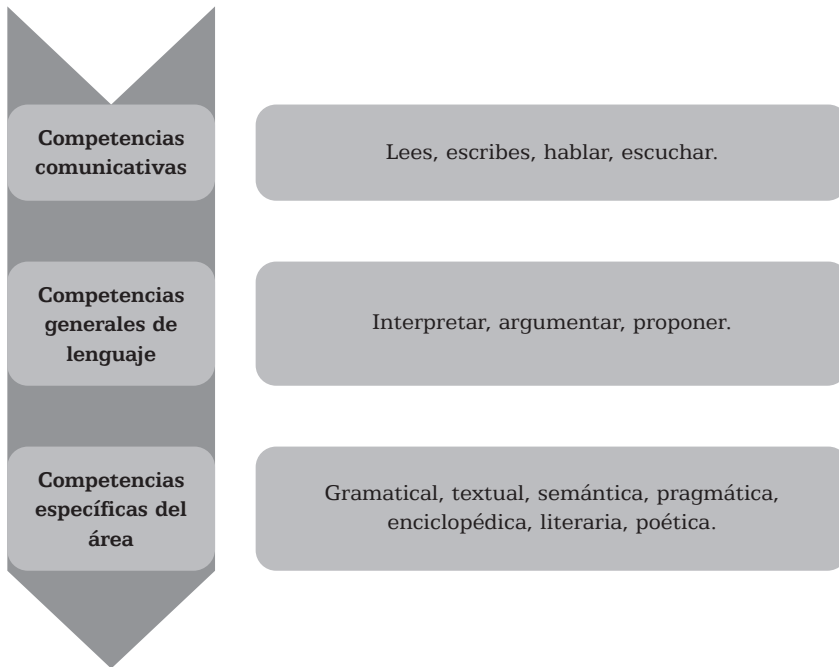 Competencias
comunicativas
Lees, escribes, hablar, escuchar.
Competencias
generales de
lenguaje
Interpretar, argumentar, proponer.
Competencias
específicas del
área
Gramatical, textual, semántica, pragmática,
enciclopédica, literaria, poética.